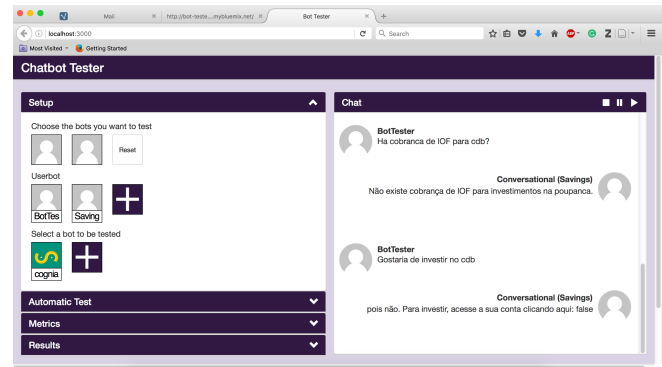 Mail
http://bot-teste...mybluemix.net/
Bot Tester
localhost:3000
Search
Most Visited
Getting Started
Chatbot Tester
Setup
Choose the bots you want to test
Reset
Userbot
BotTes
Saving
Select a bot to be tested
cognia
Automatic Test
Metrics
Results
Chat
BotTester
Ha cobranca de IOF para cdb?
Conversational (Savings)
Não existe cobrança de IOF para investimentos na poupanca.
BotTester
Gostaria de investir no cdb
Conversational (Savings)
pois não. Para investir, acesse a sua conta clicando aqui: false